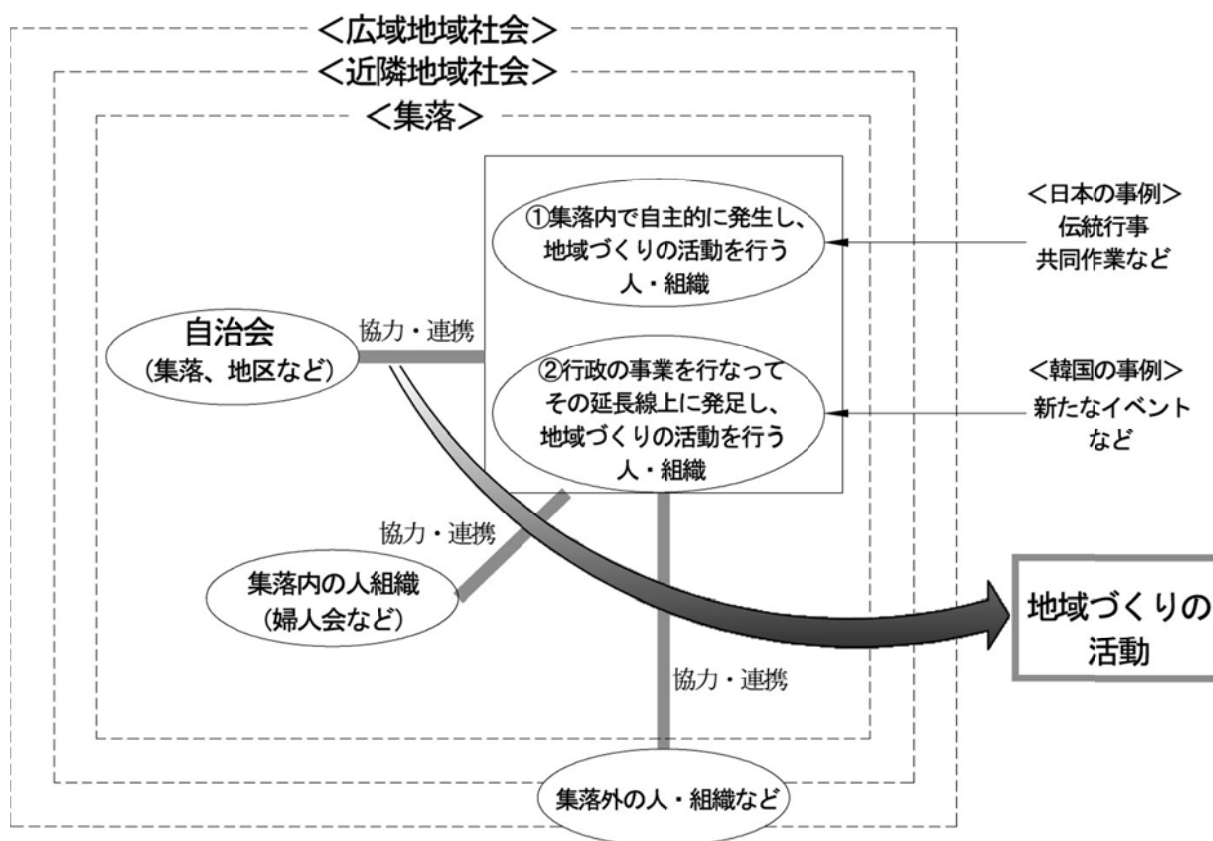 ＜広域地域社会＞
＜近隣地域社会＞
＜集落＞
①集落内で自主的に発生し、
地域づくりの活動を行う
人・組織
＜日本の事例＞
伝統行事
共同作業など
自治会
（集落、地区など）
協力・連携
②行政の事業を行なって
その延長線上に発足し、
地域づくりの活動を行う
人・組織
＜韓国の事例＞
新たなイベント
など
協力・連携
集落内の人組織
（婦人会など）
地域づくりの
活動
協力・連携
集落外の人・組織など